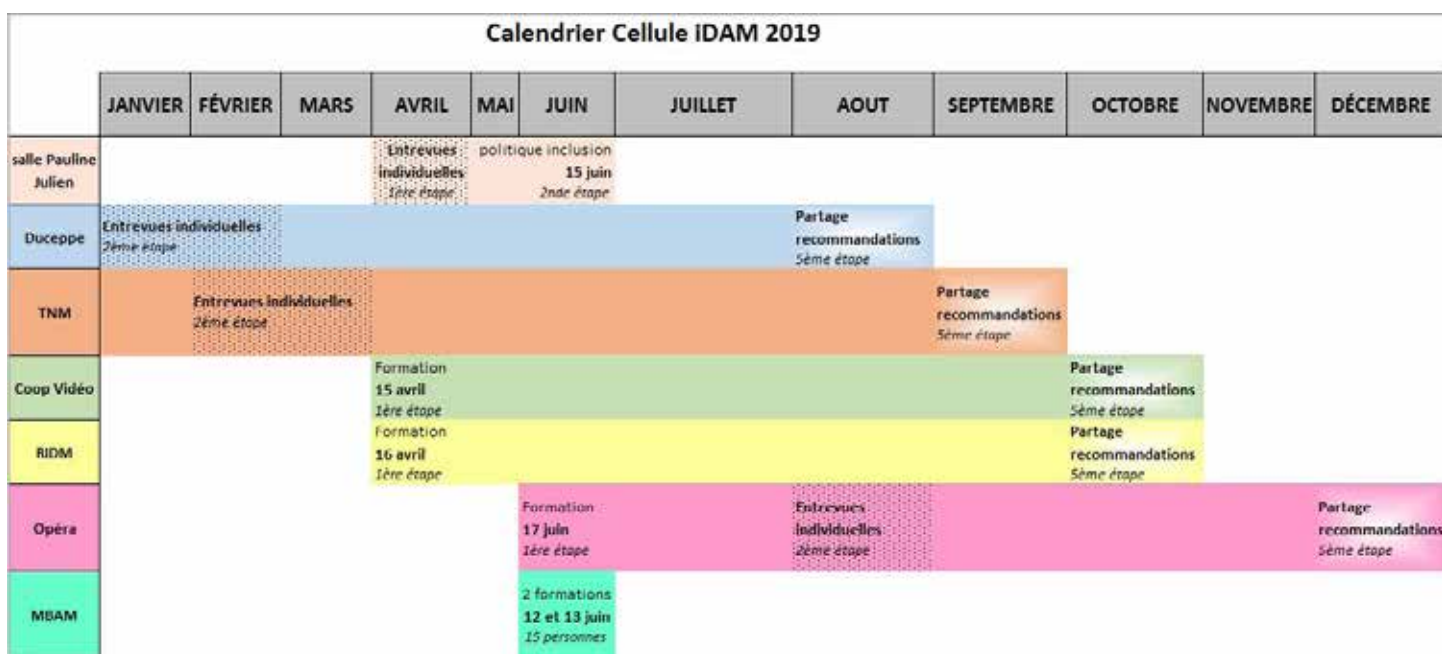 Calendrier Cellule iDAM 2019
JANVIER FÉVRIER MARS AVRIL MAI JUIN JUILLET AOUT SEPTEMBRE OCTOBRE NOVEMBRE DÉCEMBRE
salle Pauline
Julien
Entrevues
individuelles
1ère étape
politique inclusion
15 juin
2nde étape
Duceppe
Entrevues individuelles
2ème étape
Partage
recommandations
5ème étape
TNM
Entrevues individuelles
2ème étape
Partage
recommandations
5ème étape
Coop Vidéo
Formation
15 avril
1ère étape
Partage
recommandations
5ème étape
RIDM
Formation
16 avril
1ère étape
Partage
recommandations
5ème étape
Opéra
Formation
17 juin
1ère étape
Entrevues
individuelles
2ème étape
Partage
recommandations
5ème étape
MBAM
2 formations
12 et 13 juin
15 personnes